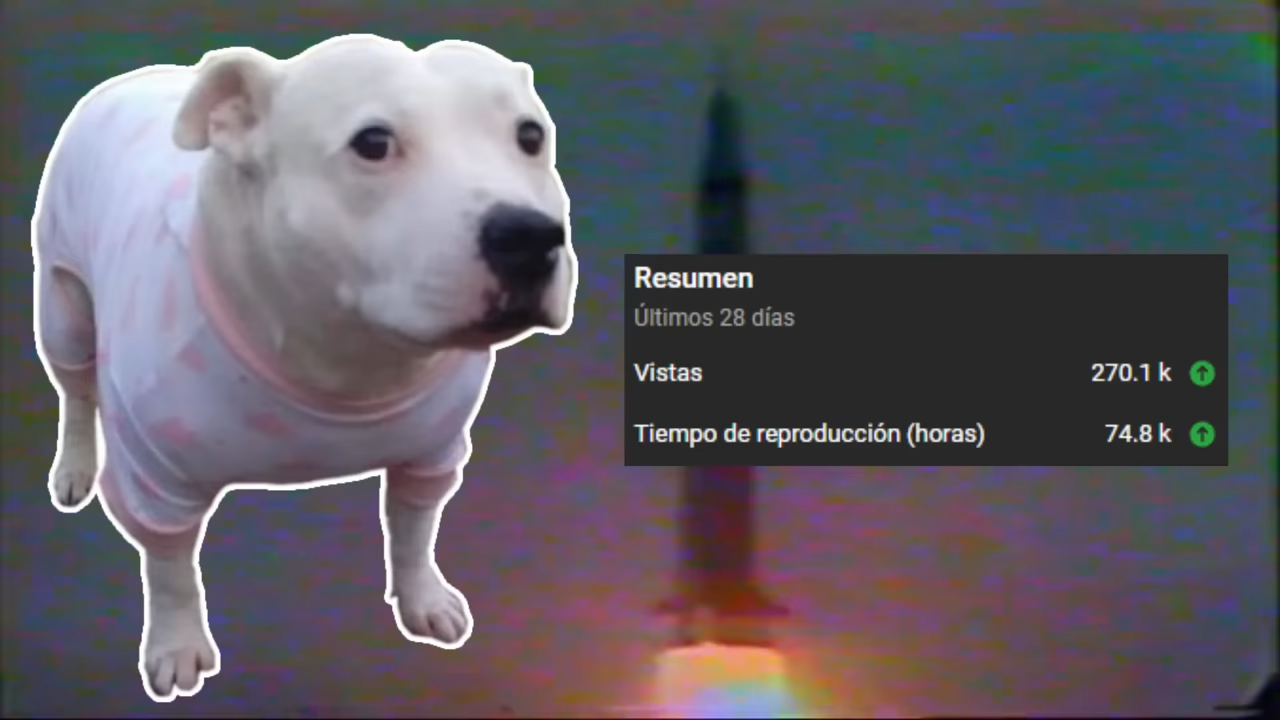 Resumen
Últimos 28 días
Vistas 270.1 k
Tiempo de reproducción (horas) 74.8 k